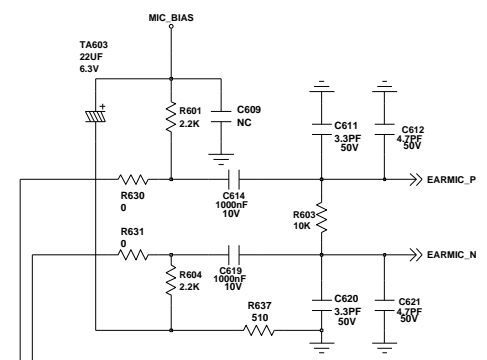 MIC_BIAS
TA603
22UF
6.3V
+
R601
2.2K
C609
NC
C611
3.3PF
50V
C612
4.7PF
50V
R630
0
C614
1000nF
10V
EARMIC_P
R603
10K
R631
0
C619
1000nF
10V
EARMIC_N
R604
2.2K
R637
510
C620
3.3PF
50V
C621
4.7PF
50V